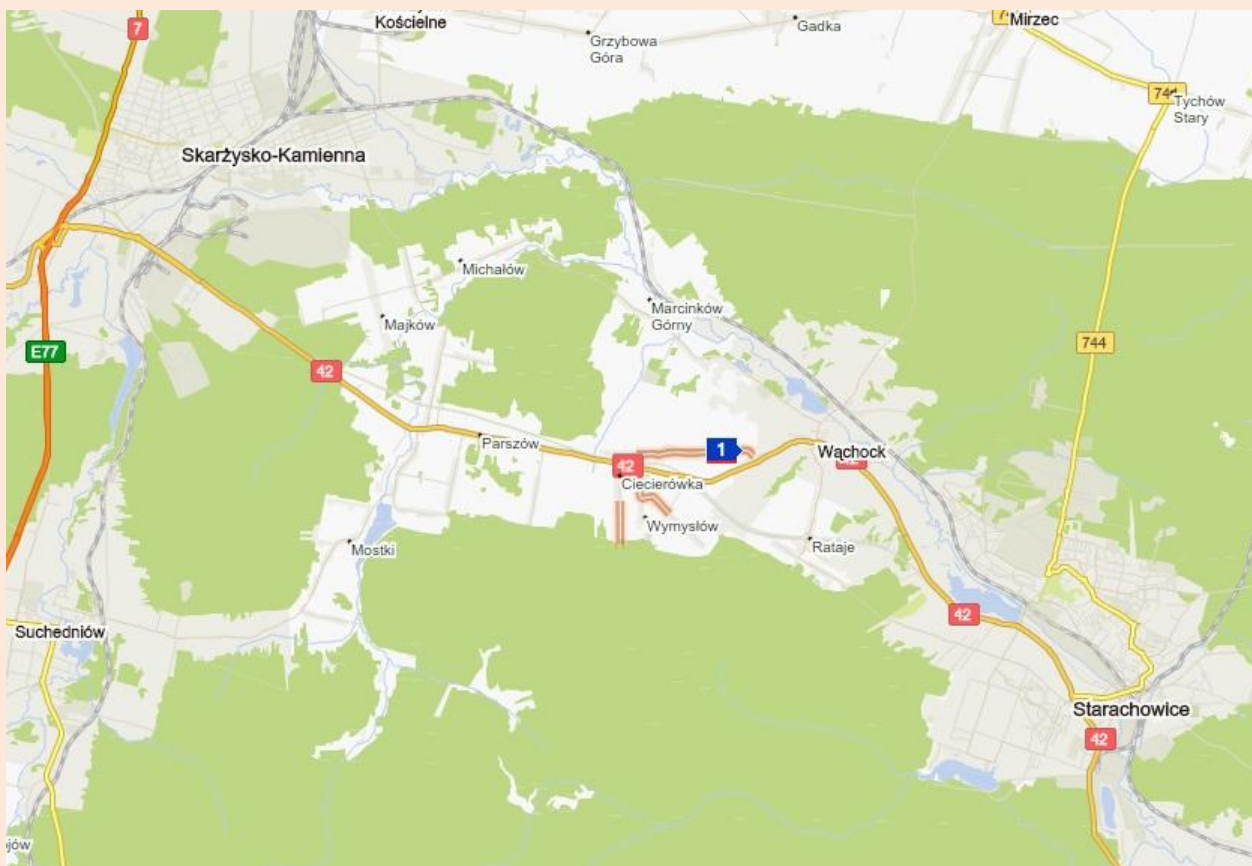 7
Kościelne
Grzybowa
Góra
Gadka
Mirzec
744
Tychów
Stary
Skarżysko-Kamienna
Michałów
Majków
Marcinków
Górny
E77
42
744
Parszów
1
Wąchock
42
Ciecierówka
Wymysłów
Mostki
Rataje
Suchedniów
42
Starachowice
42